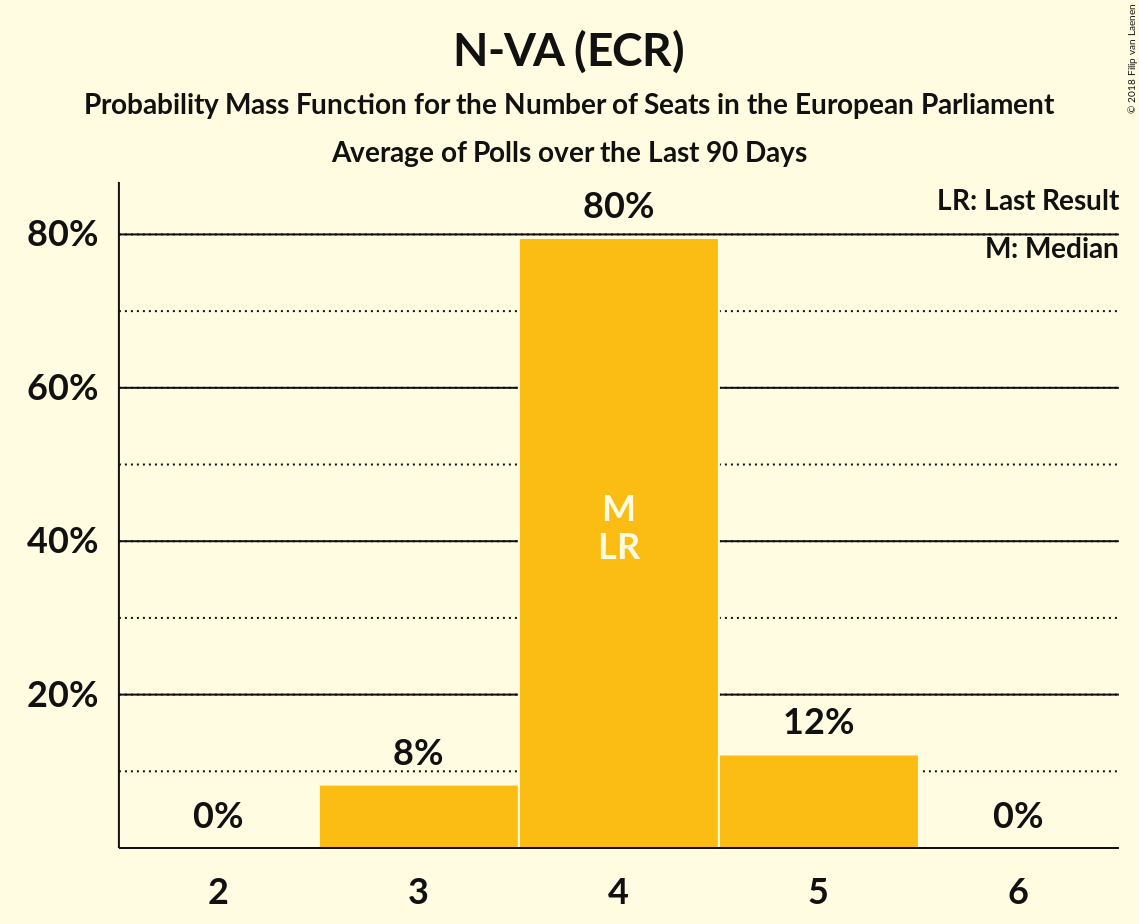 N-VA (ECR)
Probability Mass Function for the Number of Seats in the European Parliament
Average of Polls over the Last 90 Days
© 2018 Filip van Laenen
LR: Last Result
M: Median
80%
60%
40%
20%
0%
8%
80%
12%
0%
M
LR
2
3
4
5
6